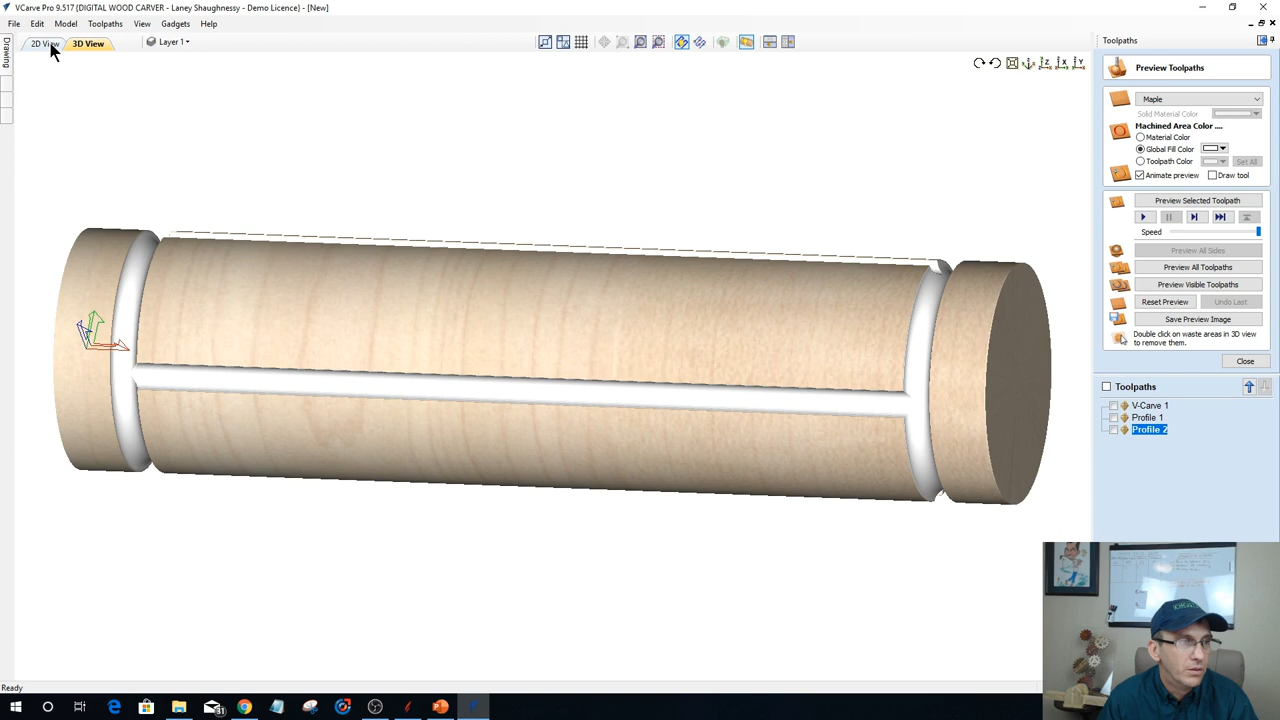 VCarve Pro 9.517 {DIGITAL WOOD CARVER} - Laney Shaughnessy - Demo Licence} - [New]
File Edit Model Toolpaths View Gadgets Help
2D View 3D View Layer 1
Drawing
Z X Y
Toolpaths
Preview Toolpaths
Maple
Solid Material Color
Machined Area Color ....
Material Color
Global Fill Color
Toolpath Color Set All
Animate preview Draw tool
Preview Selected Toolpath
Speed
Preview All Sides
Preview All Toolpaths
Preview Visible Toolpaths
Reset Preview Undo Last
Save Preview Image
Double click on waste areas in 3D view
to remove them.
Close
Toolpaths
V-Carve 1
Profile 1
Profile 2
Ready
31